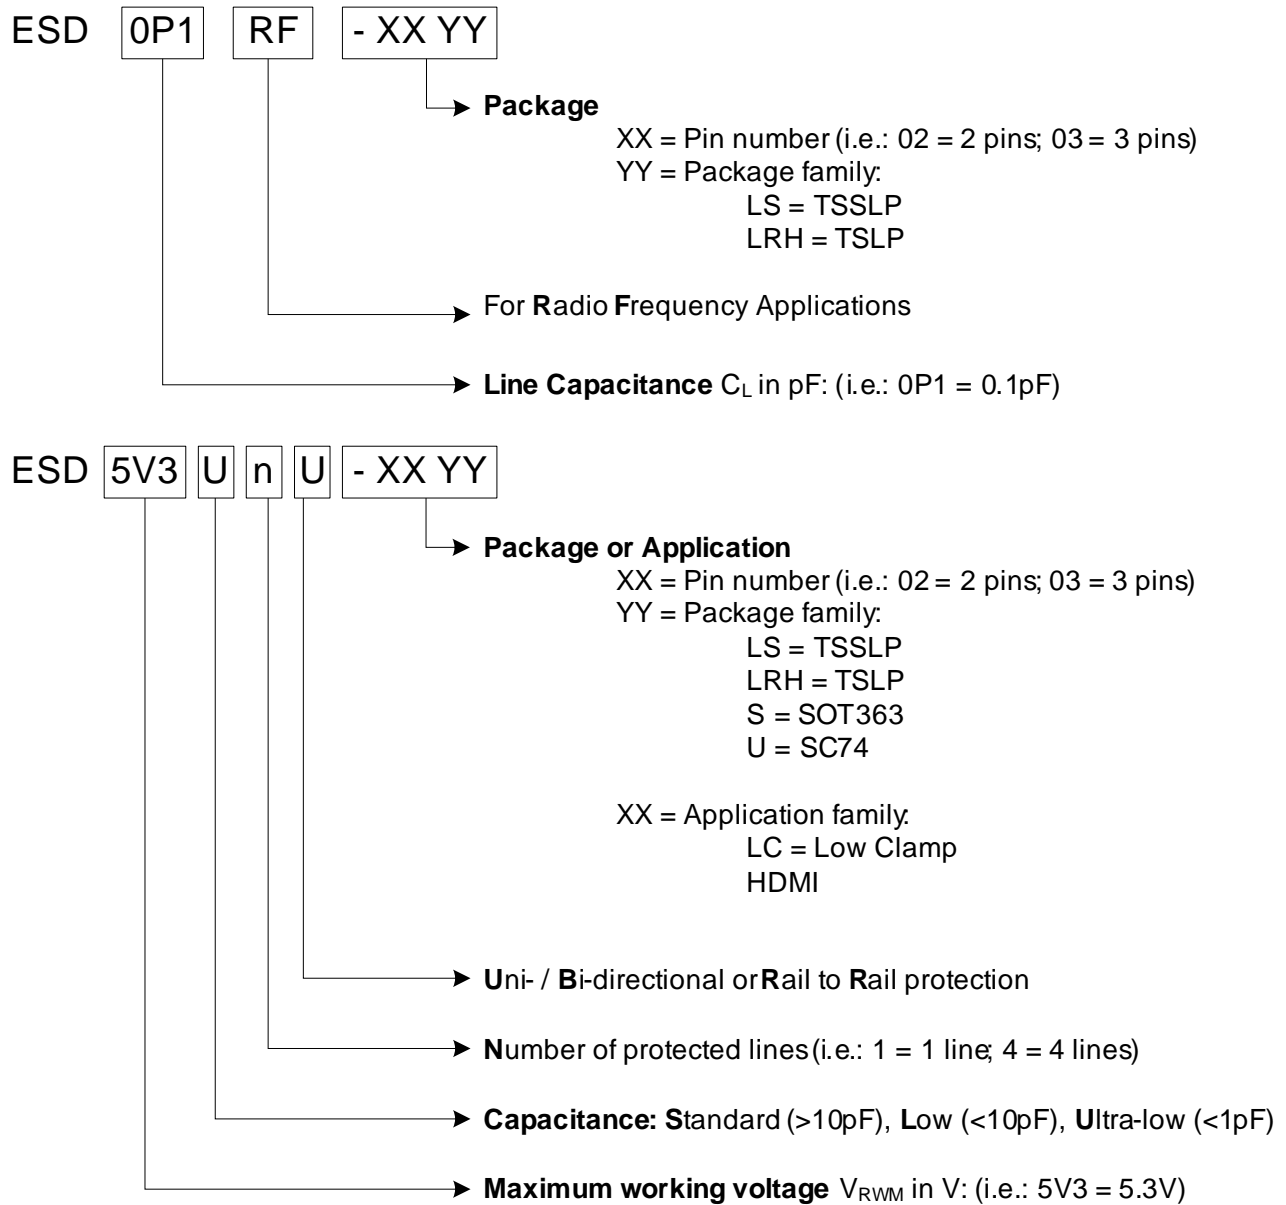 ESD 0P1 RF - XX YY
Package
XX = Pin number (i.e.: 02 = 2 pins; 03 = 3 pins)
YY = Package family:
LS = TSSLP
LRH = TSLP
For Radio Frequency Applications
Line Capacitance CL in pF: (i.e.: 0P1 = 0.1pF)
ESD 5V3 U n U - XX YY
Package or Application
XX = Pin number (i.e.: 02 = 2 pins; 03 = 3 pins)
YY = Package family:
LS = TSSLP
LRH = TSLP
S = SOT363
U = SC74
XX = Application family:
LC = Low Clamp
HDMI
Uni- / Bi-directional or Rail to Rail protection
Number of protected lines (i.e.: 1 = 1 line; 4 = 4 lines)
Capacitance: Standard (>10pF), Low (<10pF), Ultra-low (<1pF)
Maximum working voltage VRWM in V: (i.e.: 5V3 = 5.3V)